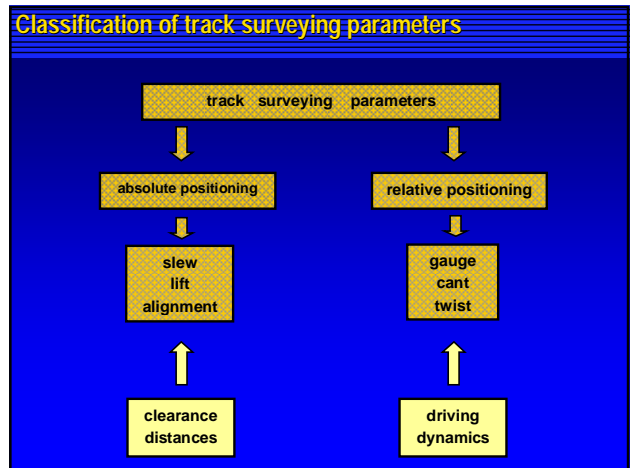 Classification of track surveying parameters
track surveying parameters
absolute positioning
relative positioning
slew
lift
alignment
gauge
cant
twist
clearance
distances
driving
dynamics